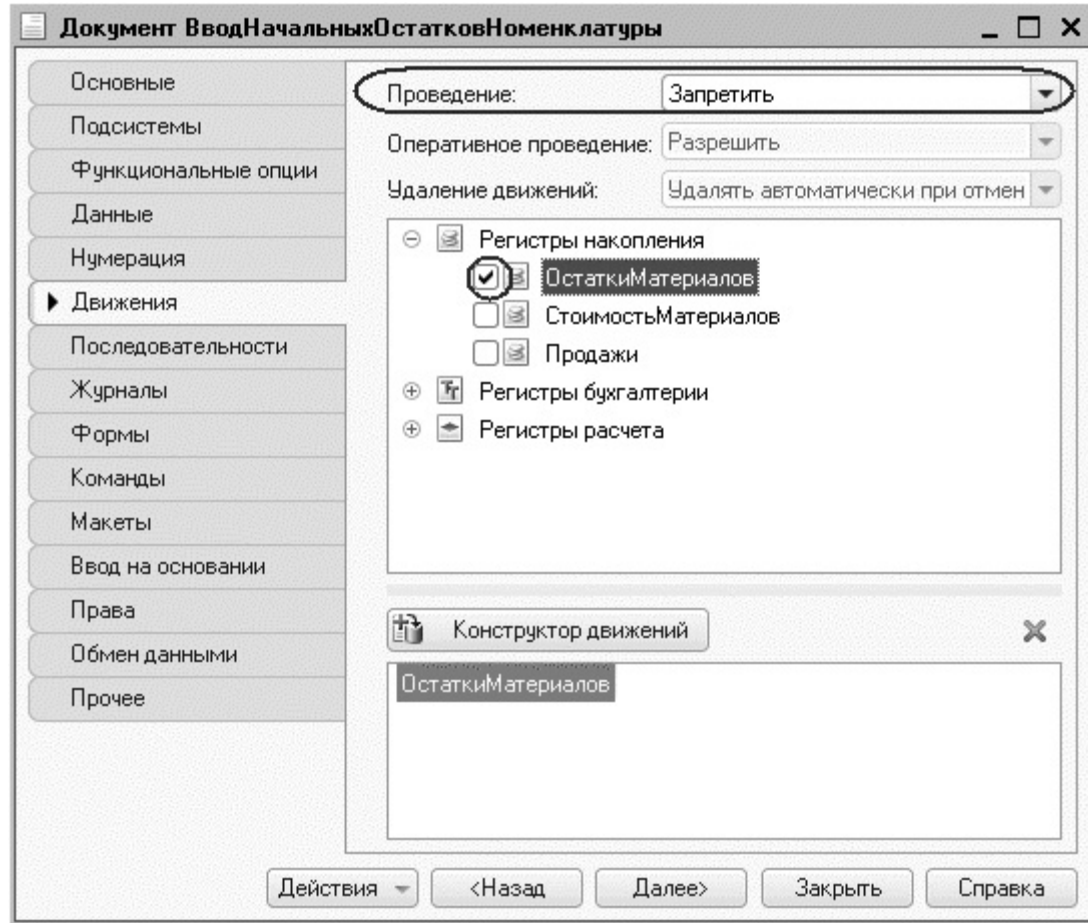 Документ ВводНачальныхОстатковНоменклатуры
Основные
Подсистемы
Функциональные опции
Данные
Нумерация
Движения
Последовательности
Журналы
Формы
Команды
Макеты
Ввод на основании
Права
Обмен данными
Прочее
Проведение: Запретить
Оперативное проведение: Разрешить
Удаление движений: Удалять автоматически при отмен
Регистры накопления
ОстаткиМатериалов
СтоимостьМатериалов
Продажи
Регистры бухгалтерии
Регистры расчета
Конструктор движений
ОстаткиМатериалов
Действия <Назад Далее> Закрыть Справка